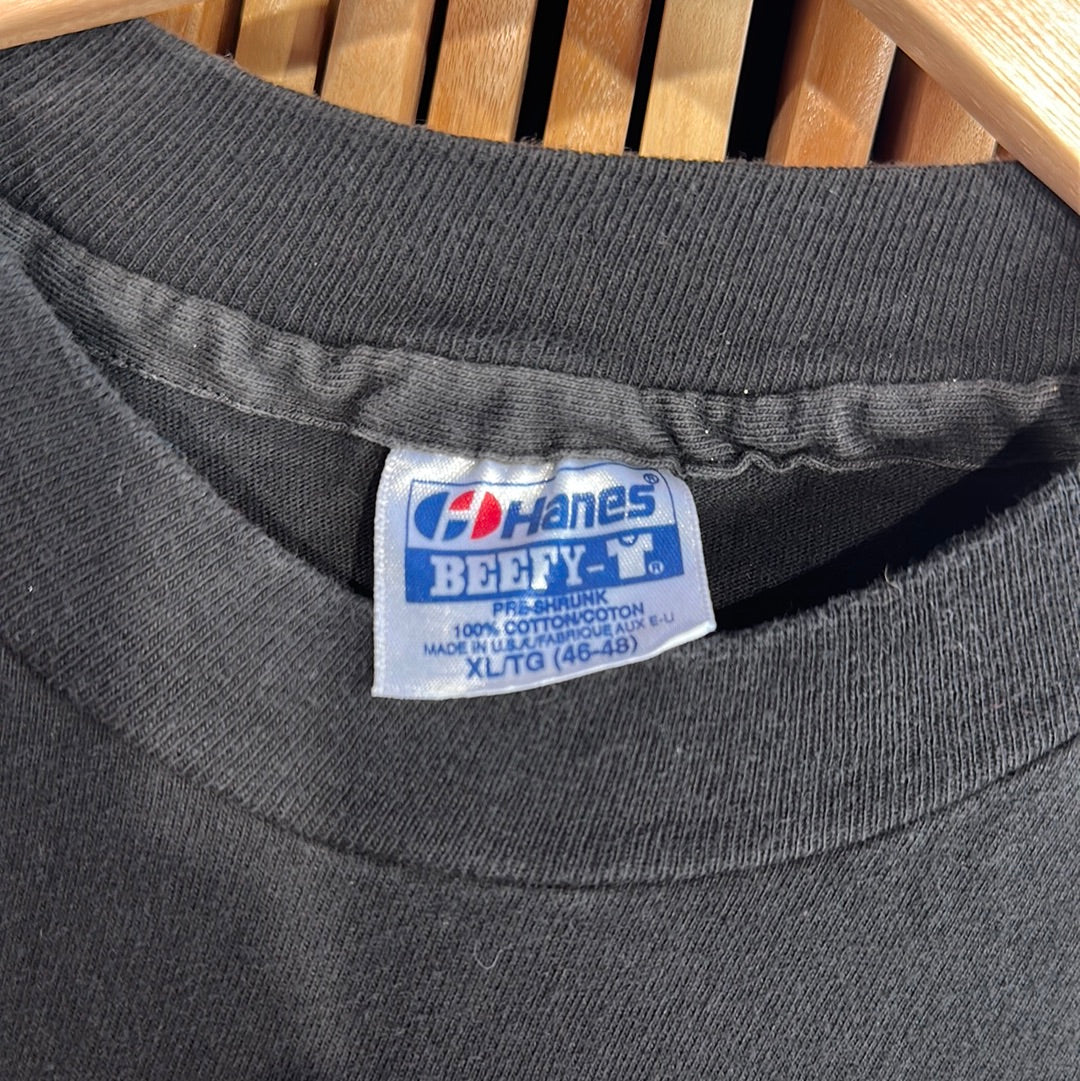 Hanes®
BEEFY-T®
PRE-SHRUNK
100% COTTON/COTON
MADE IN U.S.A./FABRIQUE AUX E-U
XL/TG (46-48)